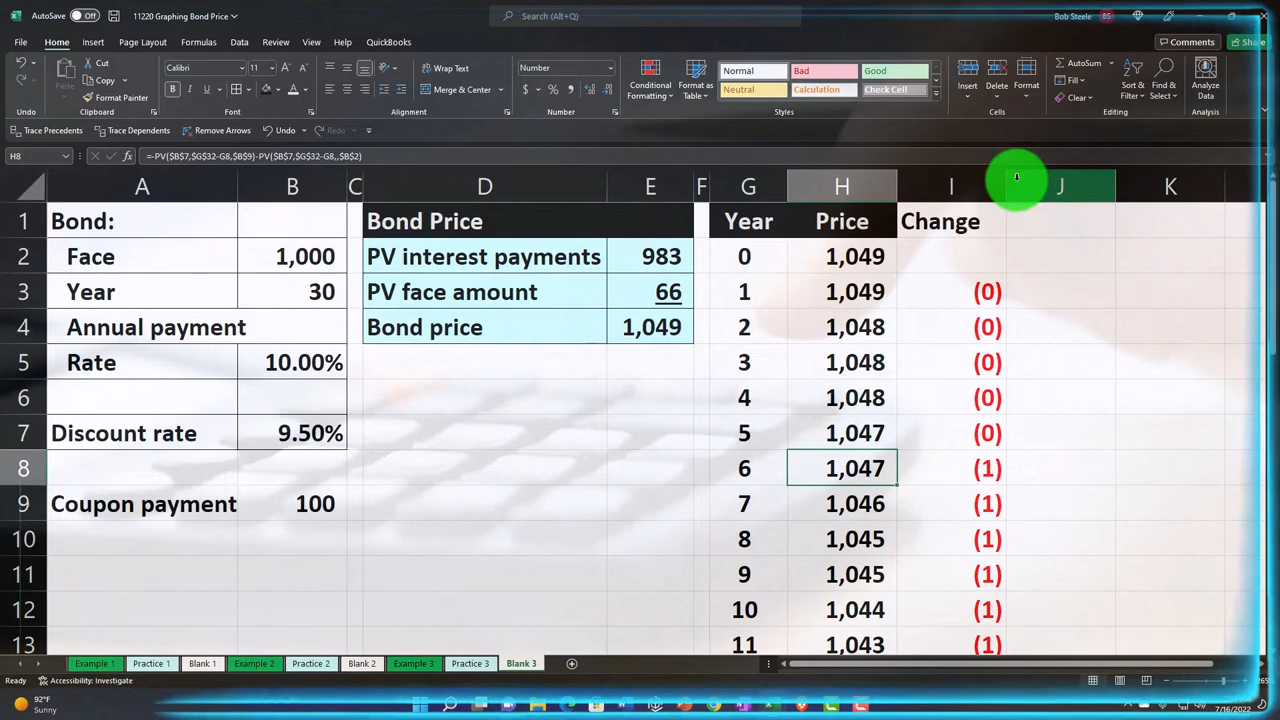 AutoSave Off 11220 Graphing Bond Price Search (Alt+Q) Bob Steele BS
File Home Insert Page Layout Formulas Data Review View Help QuickBooks Comments Share
Undo Paste Cut Copy Format Painter Clipboard
Calibri 11 B I U Font
Wrap Text Merge & Center Alignment
Number $ % Number
Conditional Formatting Format as Table Normal Bad Good Neutral Calculation Check Cell Styles
Insert Delete Format Cells
AutoSum Fill Clear Sort & Filter Find & Select Editing
Analyze Data Analysis
Trace Precedents Trace Dependents Remove Arrows Undo Redo
H8 fx =-PV($B$7,$G$32-G8,$B$9)-PV($B$7,$G$32-G8,,$B$2)
A B C D E F G H I J K
1 Bond: Bond Price Year Price Change
2 Face 1,000 PV interest payments 983 0 1,049
3 Year 30 PV face amount 66 1 1,049 (0)
4 Annual payment Bond price 1,049 2 1,048 (0)
5 Rate 10.00% 3 1,048 (0)
6 4 1,048 (0)
7 Discount rate 9.50% 5 1,047 (0)
8 6 1,047 (1)
9 Coupon payment 100 7 1,046 (1)
10 8 1,045 (1)
11 9 1,045 (1)
12 10 1,044 (1)
13 11 1,043 (1)
Example 1 Practice 1 Blank 1 Example 2 Practice 2 Blank 2 Example 3 Practice 3 Blank 3
Ready Accessibility: Investigate 265%
92°F
Sunny
7/16/2022